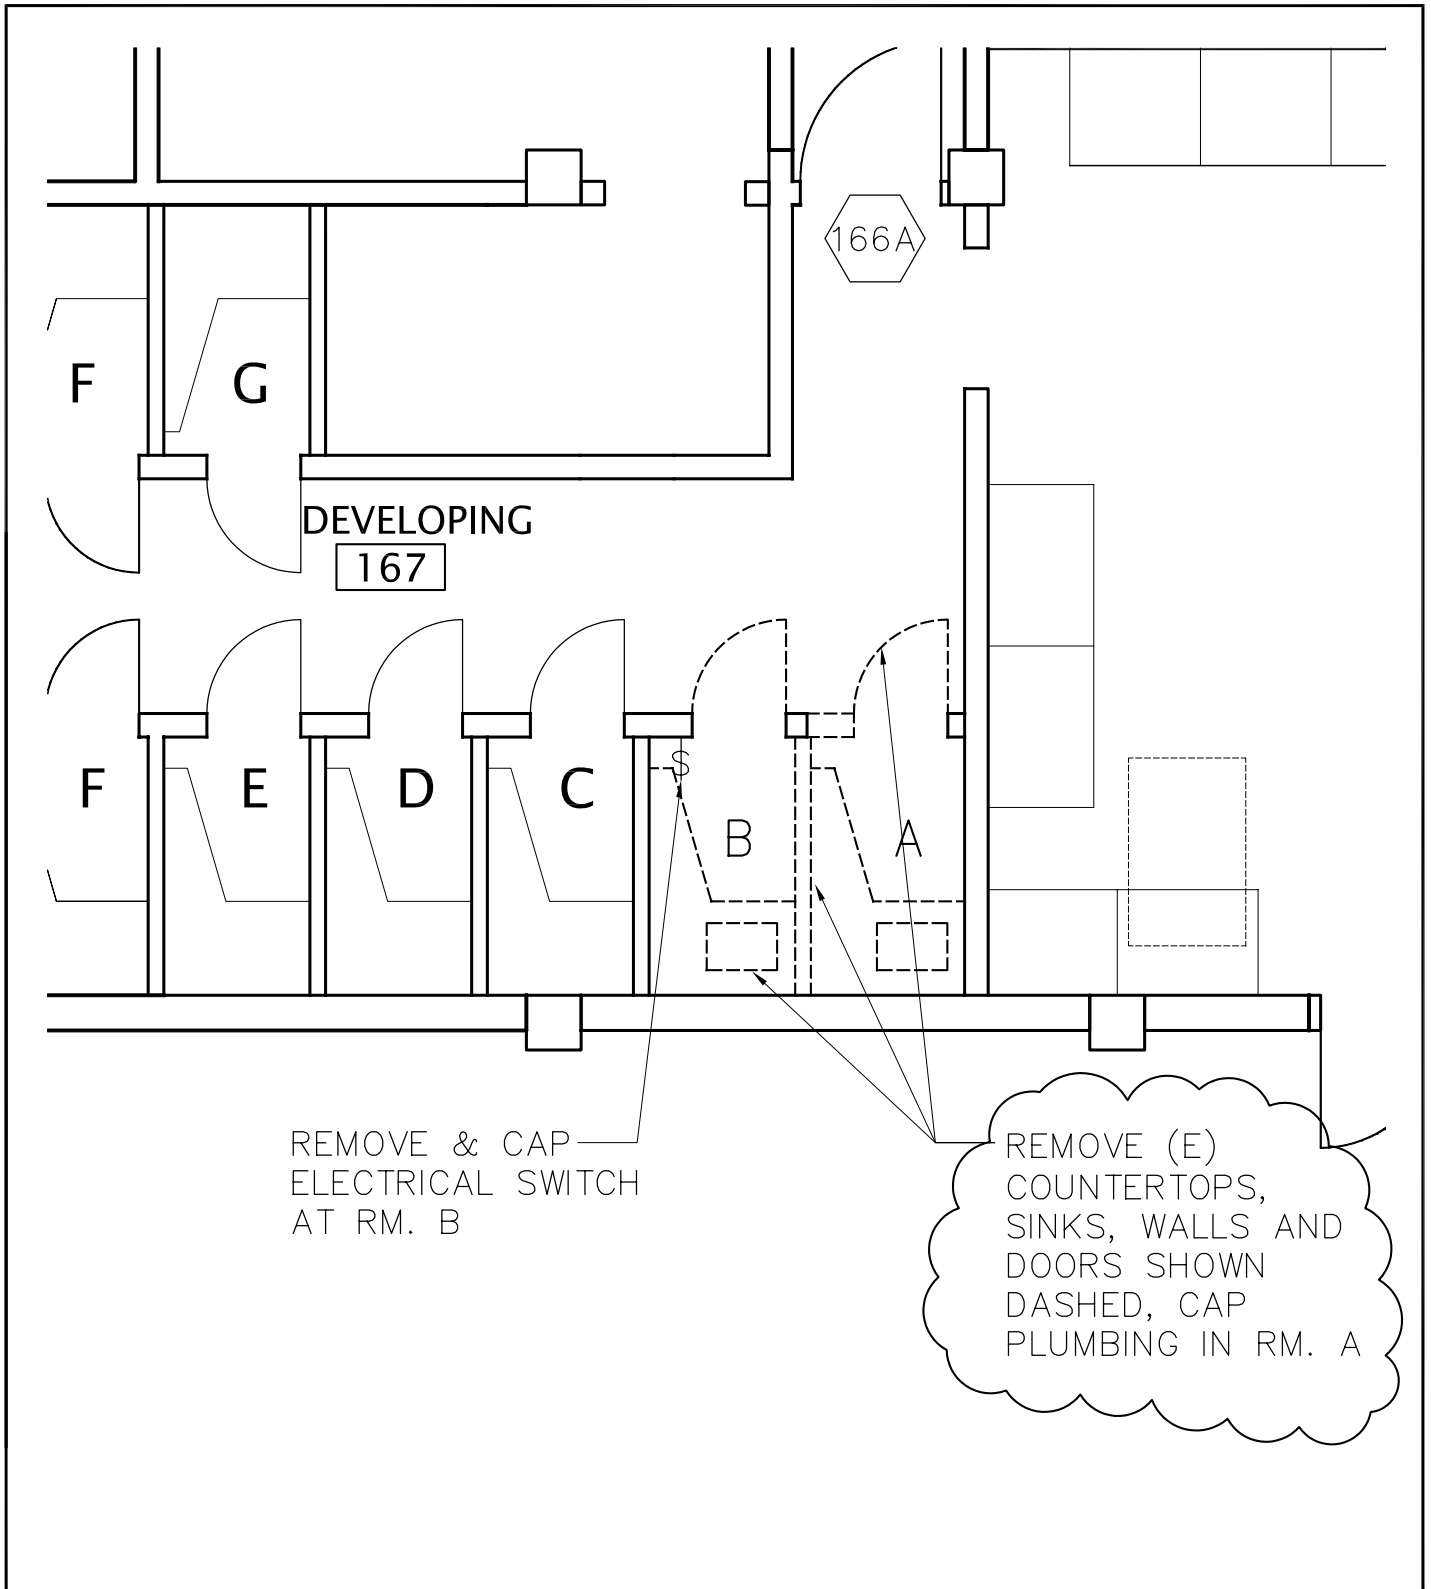 166A
F
G
DEVELOPING
167
F
E
D
C
S
B
A
REMOVE & CAP
ELECTRICAL SWITCH
AT RM. B
REMOVE (E)
COUNTERTOPS,
SINKS, WALLS AND
DOORS SHOWN
DASHED, CAP
PLUMBING IN RM. A